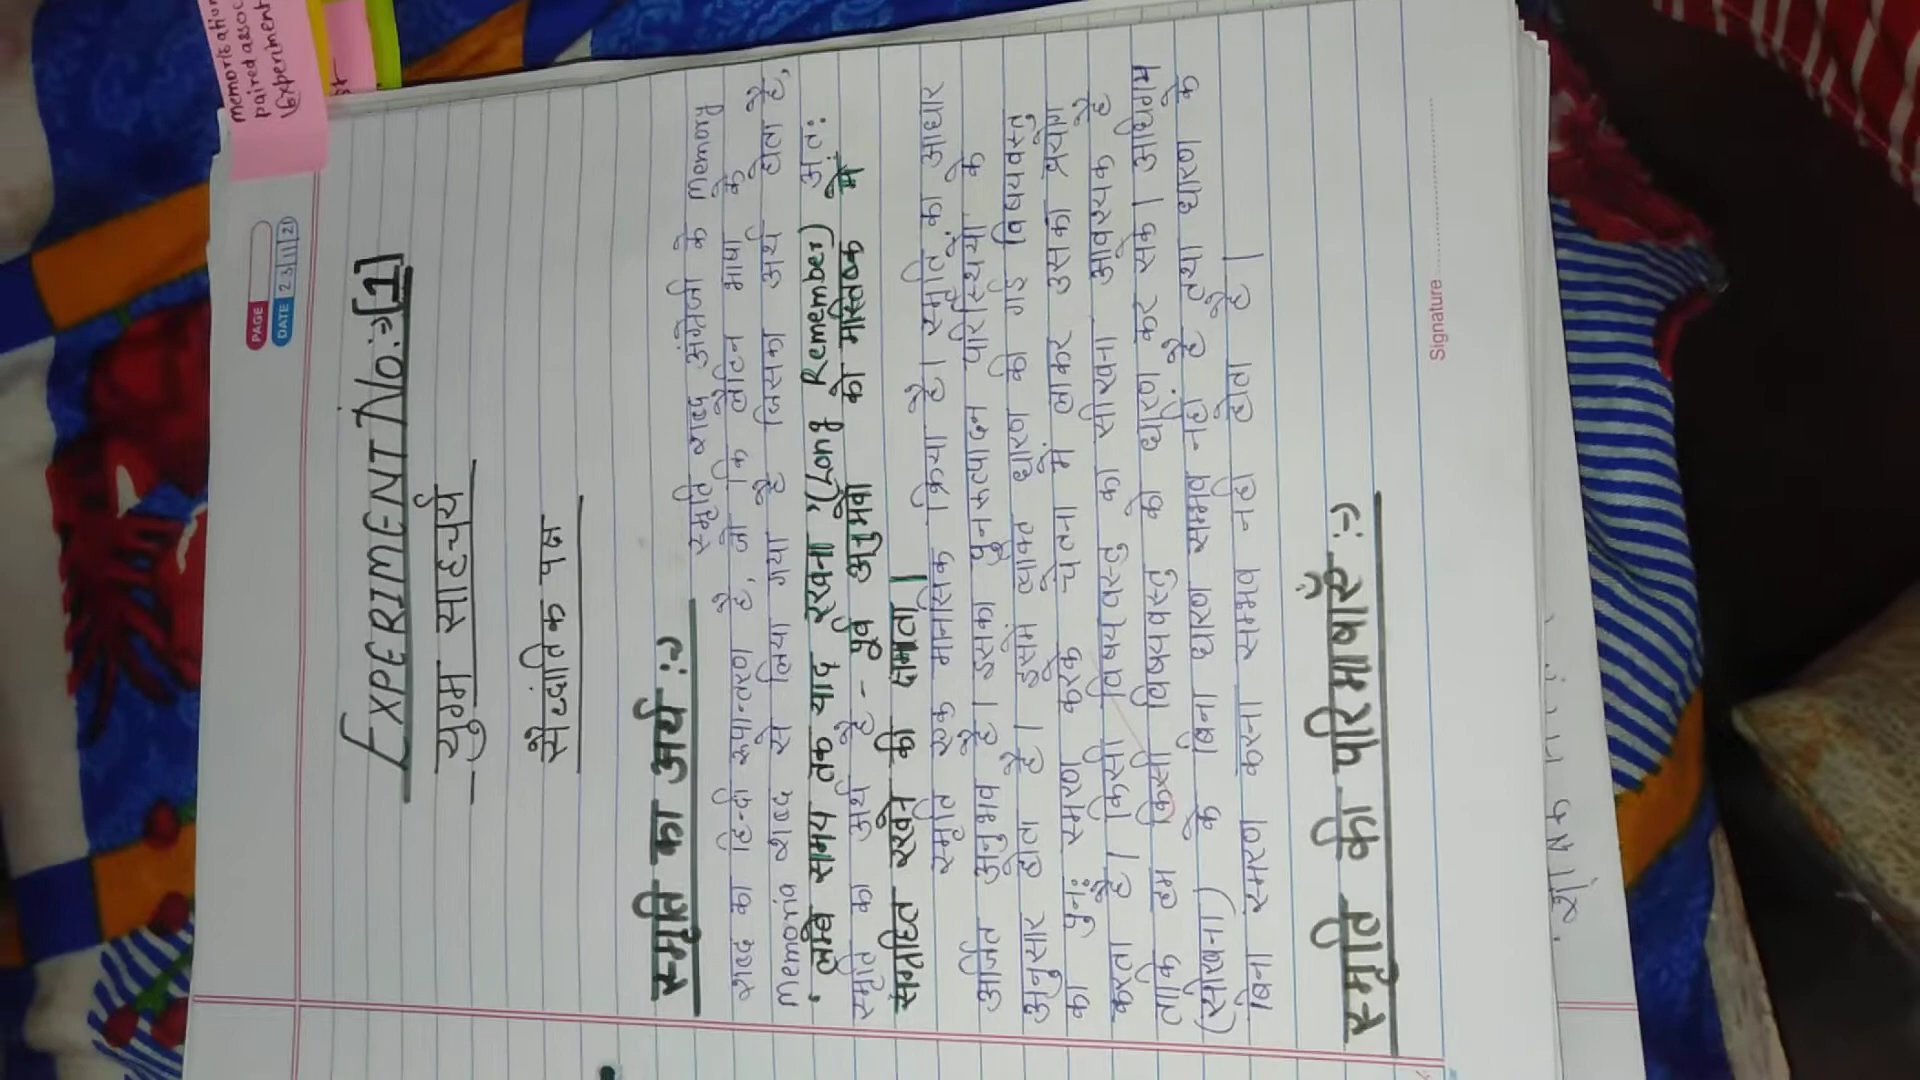 memorisation
paired assoc
Experiment
PAGE
DATE 23/11/21
EXPERIMENT No.:⇒[1]
युग्म साहचर्य
सैद्धांतिक पक्ष
स्मृति का अर्थ :⇒
स्मृति शब्द अंग्रेजी के Memory
शब्द का हिन्दी रूपान्तरण है, जो कि लैटिन भाषा के
Memoria शब्द से लिया गया है जिसका अर्थ होता है,
'लम्बे समय तक याद रखना' (Long Remember) अतः
स्मृति का अर्थ है - पूर्व अनुभवों को मस्तिष्क में
संग्रहित रखने की क्षमता।
स्मृति एक मानसिक क्रिया है। स्मृति का आधार
अर्जित अनुभव है। इसका पुनरूत्पादन परिस्थियों के
अनुसार होता है। इसमें व्यक्ति धारण की गई विषयवस्तु
का पुनः स्मरण करके चेतना में लाकर उसका प्रयोग
करता है। किसी विषयवस्तु का सीखना आवश्यक है
ताकि हम किसी विषयवस्तु को धारण कर सके। अधिगम
(सीखना) के बिना धारण सम्भव नहीं है तथा धारण के
बिना स्मरण करना सम्भव नहीं होता है।
स्मृति की परिभाषाएँ :⇒
Signature